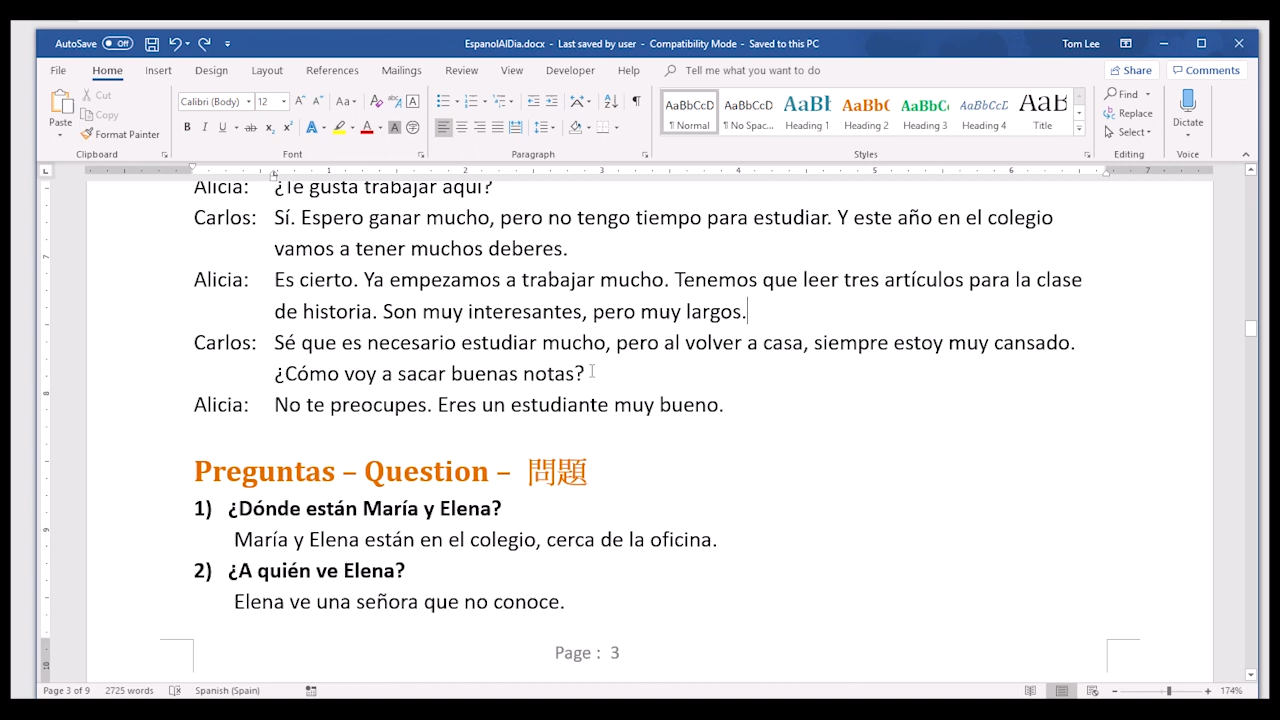 AutoSave Off EspanolAlDia.docx - Last saved by user - Compatibility Mode - Saved to this PC Tom Lee
File Home Insert Design Layout References Mailings Review View Developer Help Tell me what you want to do Share Comments
Paste Cut Copy Format Painter
Calibri (Body) 12
AaBbCcD AaBbCcD AaBb AaBb( AaBbC AaBbCcD AaB
¶ Normal ¶ No Spac... Heading 1 Heading 2 Heading 3 Heading 4 Title
Find Replace Select Dictate
Clipboard Font Paragraph Styles Editing Voice
Alicia: ¿Te gusta trabajar aquí?
Carlos: Sí. Espero ganar mucho, pero no tengo tiempo para estudiar. Y este año en el colegio
vamos a tener muchos deberes.
Alicia: Es cierto. Ya empezamos a trabajar mucho. Tenemos que leer tres artículos para la clase
de historia. Son muy interesantes, pero muy largos.
Carlos: Sé que es necesario estudiar mucho, pero al volver a casa, siempre estoy muy cansado.
¿Cómo voy a sacar buenas notas?
Alicia: No te preocupes. Eres un estudiante muy bueno.
Preguntas – Question – 問題
1) ¿Dónde están María y Elena?
María y Elena están en el colegio, cerca de la oficina.
2) ¿A quién ve Elena?
Elena ve una señora que no conoce.
Page : 3
Page 3 of 9 2725 words Spanish (Spain) 174%